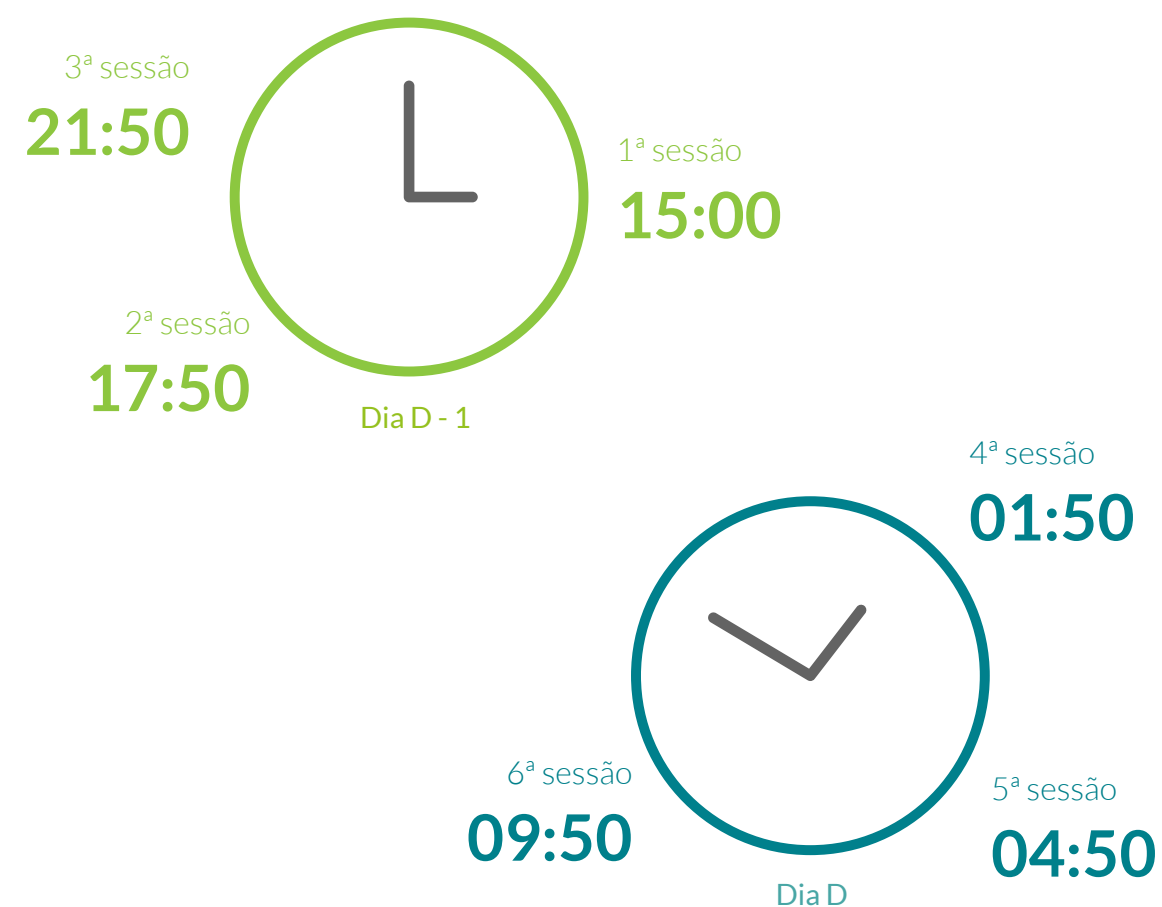 3ª sessão
21:50
1ª sessão
15:00
2ª sessão
17:50
Dia D - 1
4ª sessão
01:50
6ª sessão
09:50
5ª sessão
04:50
Dia D